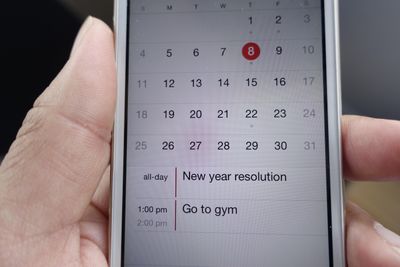 S M T W T F S
1 2 3
4 5 6 7 8 9 10
11 12 13 14 15 16 17
18 19 20 21 22 23 24
25 26 27 28 29 30 31
all-day New year resolution
1:00 pm Go to gym
2:00 pm